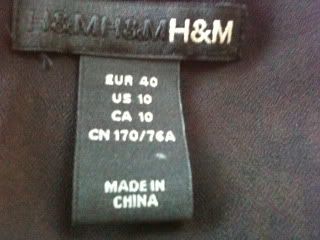 H&MH&MH&M
EUR 40
US 10
CA 10
CN 170/76A
MADE IN
CHINA